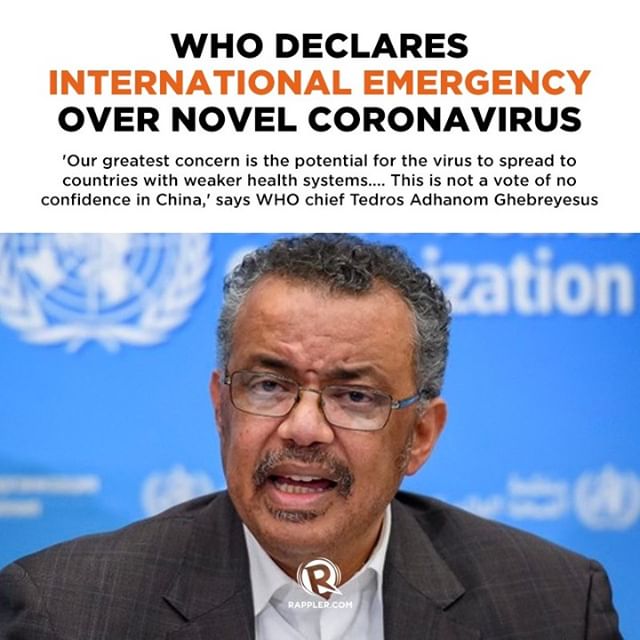 WHO DECLARES
INTERNATIONAL EMERGENCY
OVER NOVEL CORONAVIRUS
'Our greatest concern is the potential for the virus to spread to
countries with weaker health systems.... This is not a vote of no
confidence in China,' says WHO chief Tedros Adhanom Ghebreyesus
zation
R
RAPPLER.COM